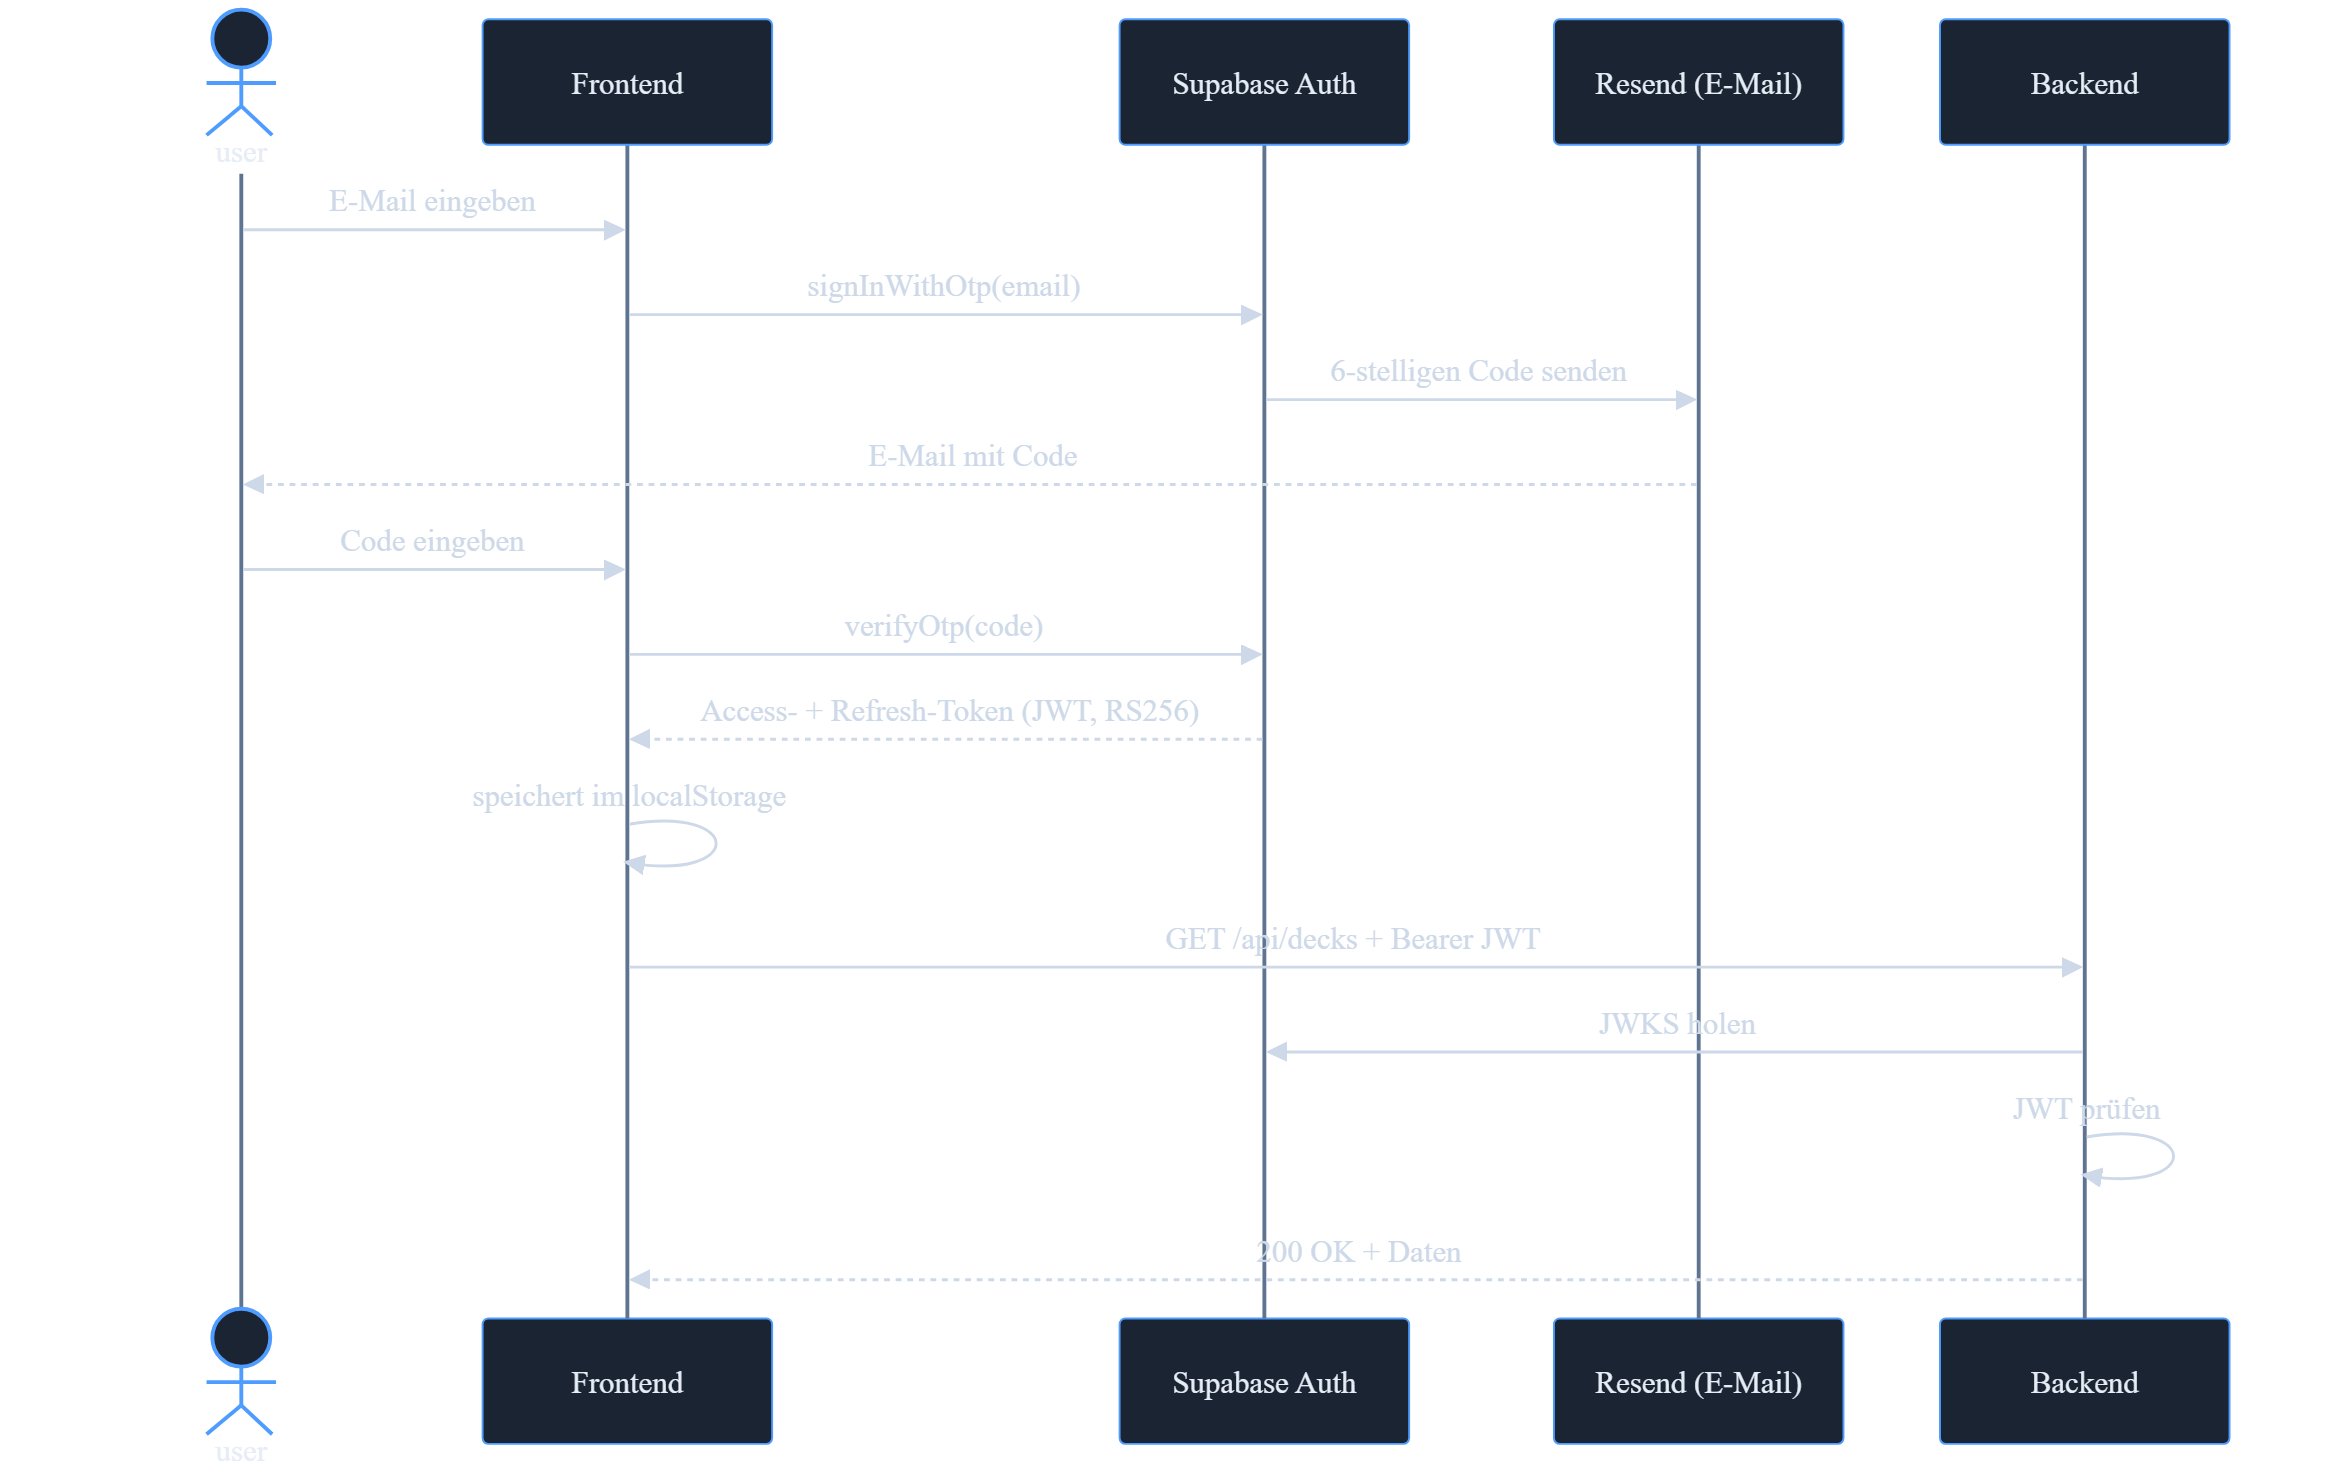 Frontend
Supabase Auth
Resend (E-Mail)
Backend
user
E-Mail eingeben
signInWithOtp(email)
6-stelligen Code senden
E-Mail mit Code
Code eingeben
verifyOtp(code)
Access- + Refresh-Token (JWT, RS256)
speichert im localStorage
GET /api/decks + Bearer JWT
JWKS holen
JWT prüfen
200 OK + Daten
Frontend
Supabase Auth
Resend (E-Mail)
Backend
user